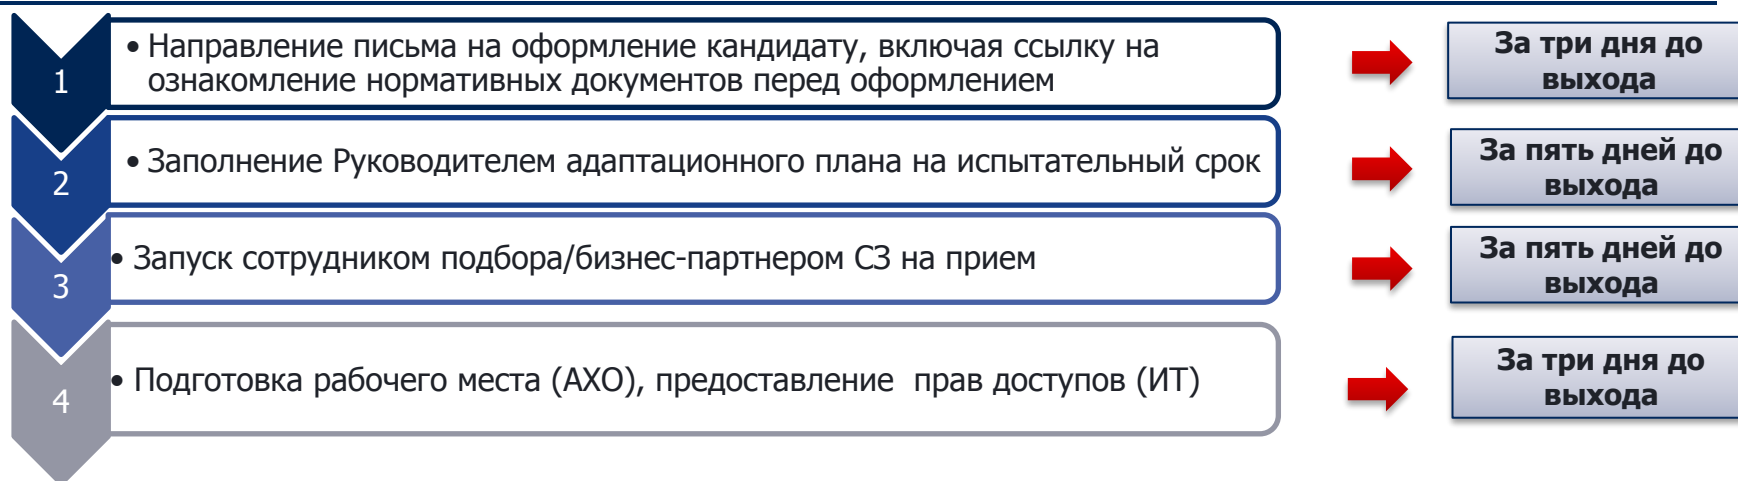 1
• Направление письма на оформление кандидату, включая ссылку на
ознакомление нормативных документов перед оформлением
За три дня до
выхода
2
• Заполнение Руководителем адаптационного плана на испытательный срок
За пять дней до
выхода
3
• Запуск сотрудником подбора/бизнес-партнером СЗ на прием
За пять дней до
выхода
4
• Подготовка рабочего места (АХО), предоставление  прав доступов (ИТ)
За три дня до
выхода